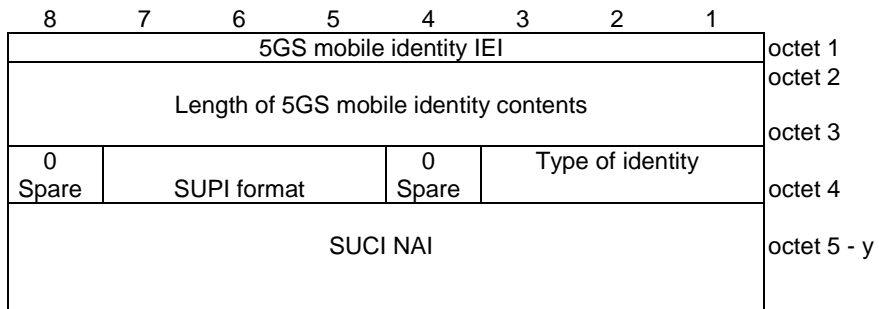 8 7 6 5 4 3 2 1
5GS mobile identity IEI octet 1
octet 2
Length of 5GS mobile identity contents
octet 3
0 0 Type of identity
Spare SUPI format Spare octet 4
SUCI NAI octet 5 - y